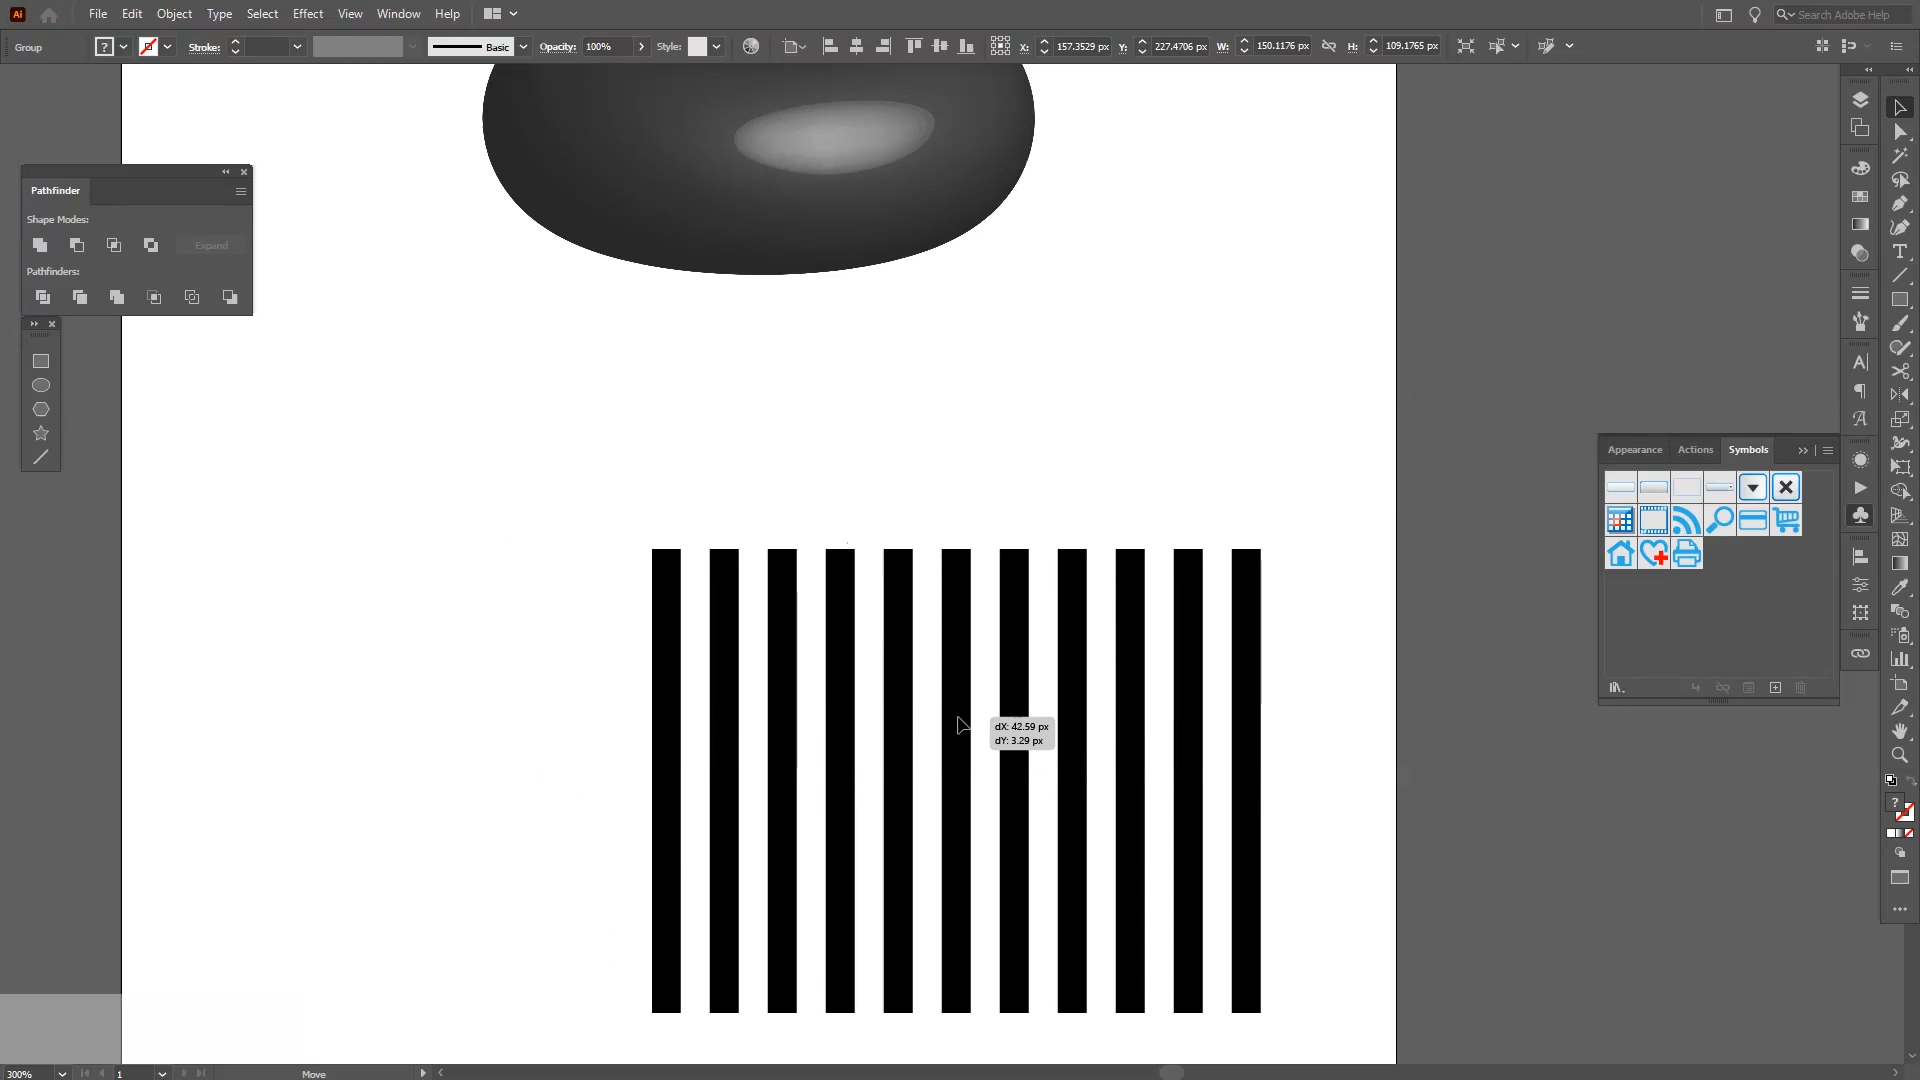 Ai File Edit Object Type Select Effect View Window Help Search Adobe Help
Group ? Stroke: Basic Opacity: 100% Style: X: 157.3529 px Y: 227.4706 px W: 150.1176 px H: 109.1765 px
Pathfinder
Shape Modes:
Expand
Pathfinders:
Appearance Actions Symbols
dX: 42.59 px
dY: 3.29 px
?
300% 1 Move